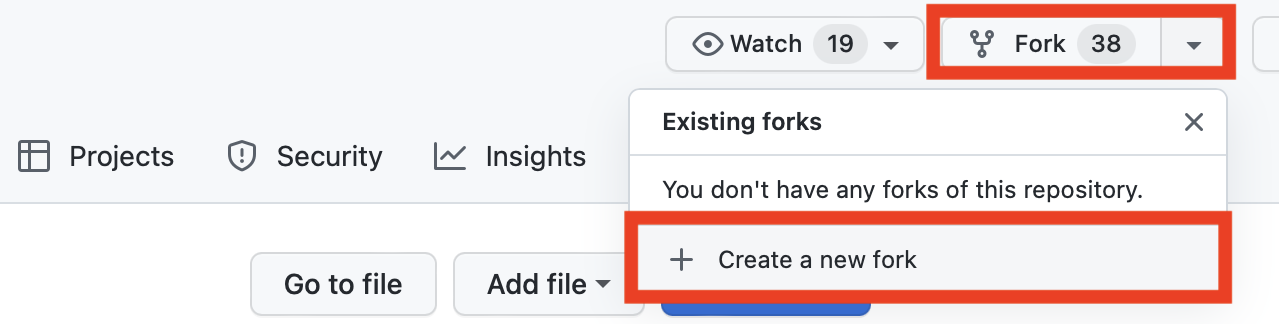 Watch 19
Fork 38
Existing forks
Projects
Security
Insights
You don't have any forks of this repository.
Create a new fork
Go to file
Add file